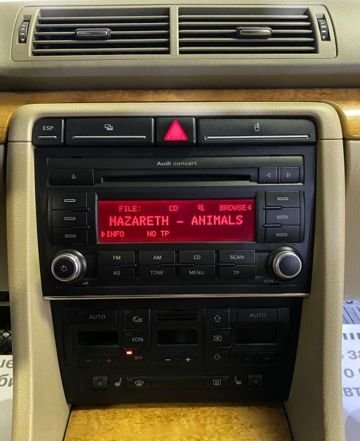 ESP
Audi concert
FILE: CD BROWSE4
NAZARETH - ANIMALS
INFO NO TP
FM AM CD SCAN
AS TONE MENU TP
AUTO AUTO
ECON
OFF